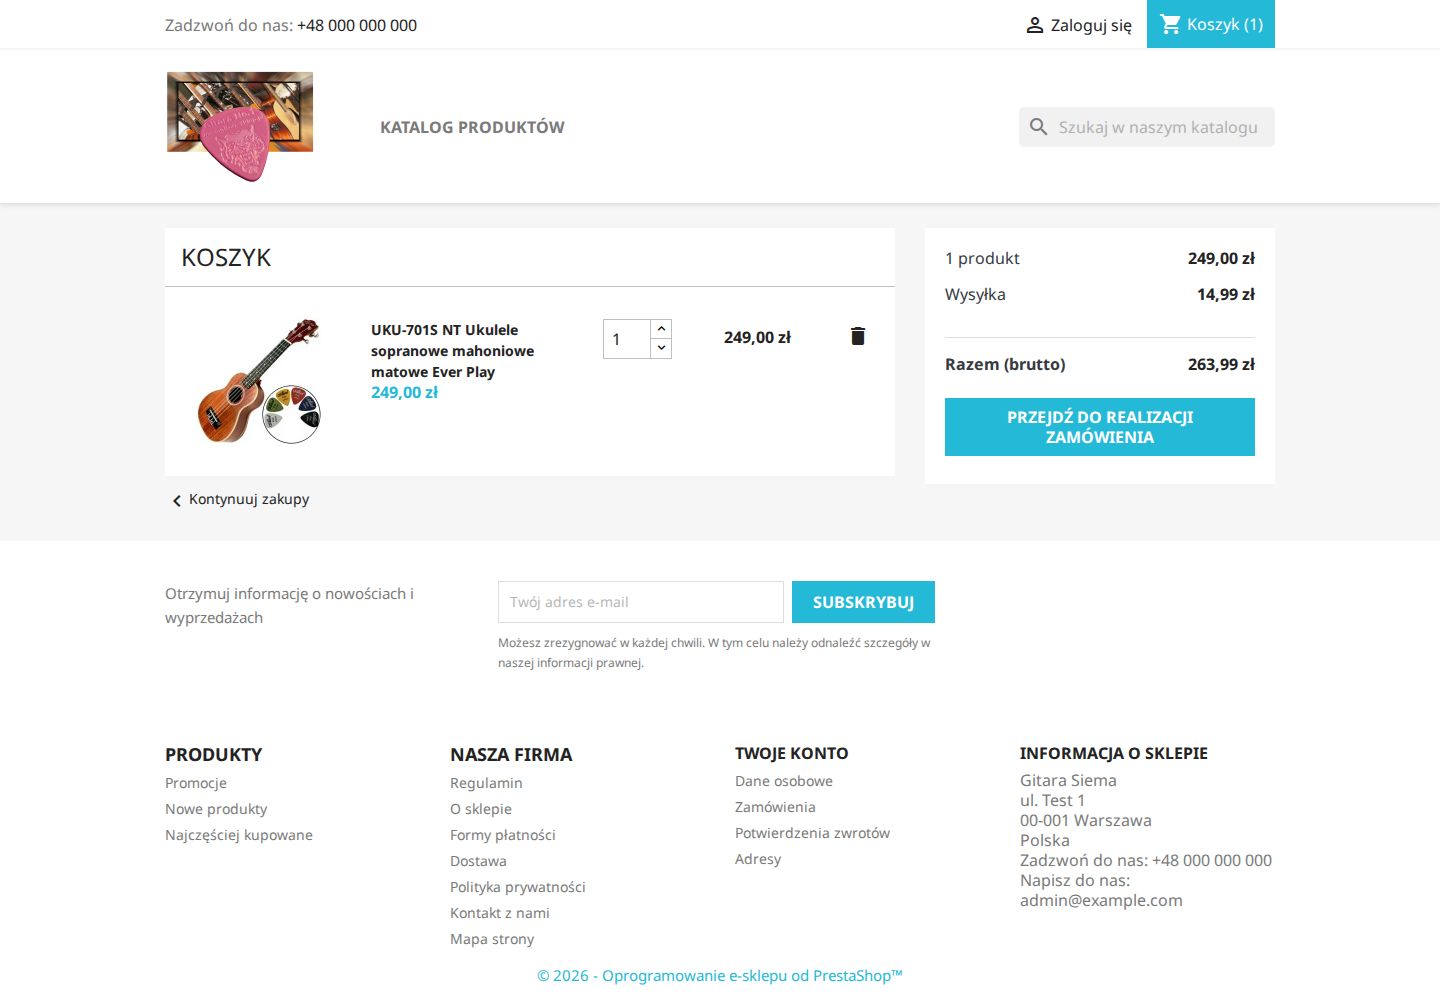 Zadzwoń do nas: +48 000 000 000
Zaloguj się
Koszyk (1)
KATALOG PRODUKTÓW
Szukaj w naszym katalogu
KOSZYK
UKU-701S NT Ukulele
sopranowe mahoniowe
matowe Ever Play
249,00 zł
1
249,00 zł
1 produkt 249,00 zł
Wysyłka 14,99 zł
Razem (brutto) 263,99 zł
PRZEJDŹ DO REALIZACJI
ZAMÓWIENIA
Kontynuuj zakupy
Otrzymuj informację o nowościach i
wyprzedażach
Twój adres e-mail
SUBSKRYBUJ
Możesz zrezygnować w każdej chwili. W tym celu należy odnaleźć szczegóły w
naszej informacji prawnej.
PRODUKTY
Promocje
Nowe produkty
Najczęściej kupowane
NASZA FIRMA
Regulamin
O sklepie
Formy płatności
Dostawa
Polityka prywatności
Kontakt z nami
Mapa strony
TWOJE KONTO
Dane osobowe
Zamówienia
Potwierdzenia zwrotów
Adresy
INFORMACJA O SKLEPIE
Gitara Siema
ul. Test 1
00-001 Warszawa
Polska
Zadzwoń do nas: +48 000 000 000
Napisz do nas:
admin@example.com
© 2026 - Oprogramowanie e-sklepu od PrestaShop™